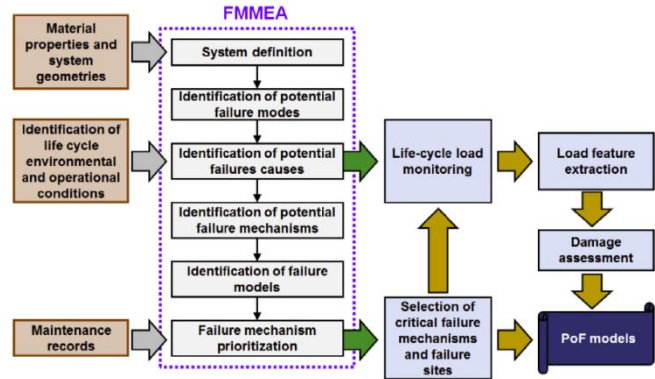 FMMEA
Material
properties and
system
geometries
System definition
Identification of potential
failure modes
Identification of
life cycle
environmental
and operational
conditions
Identification of potential
failures causes
Life-cycle load
monitoring
Load feature
extraction
Identification of potential
failure mechanisms
Damage
assessment
Identification of failure
models
Maintenance
records
Failure mechanism
prioritization
Selection of
critical failure
mechanisms
and failure
sites
PoF models